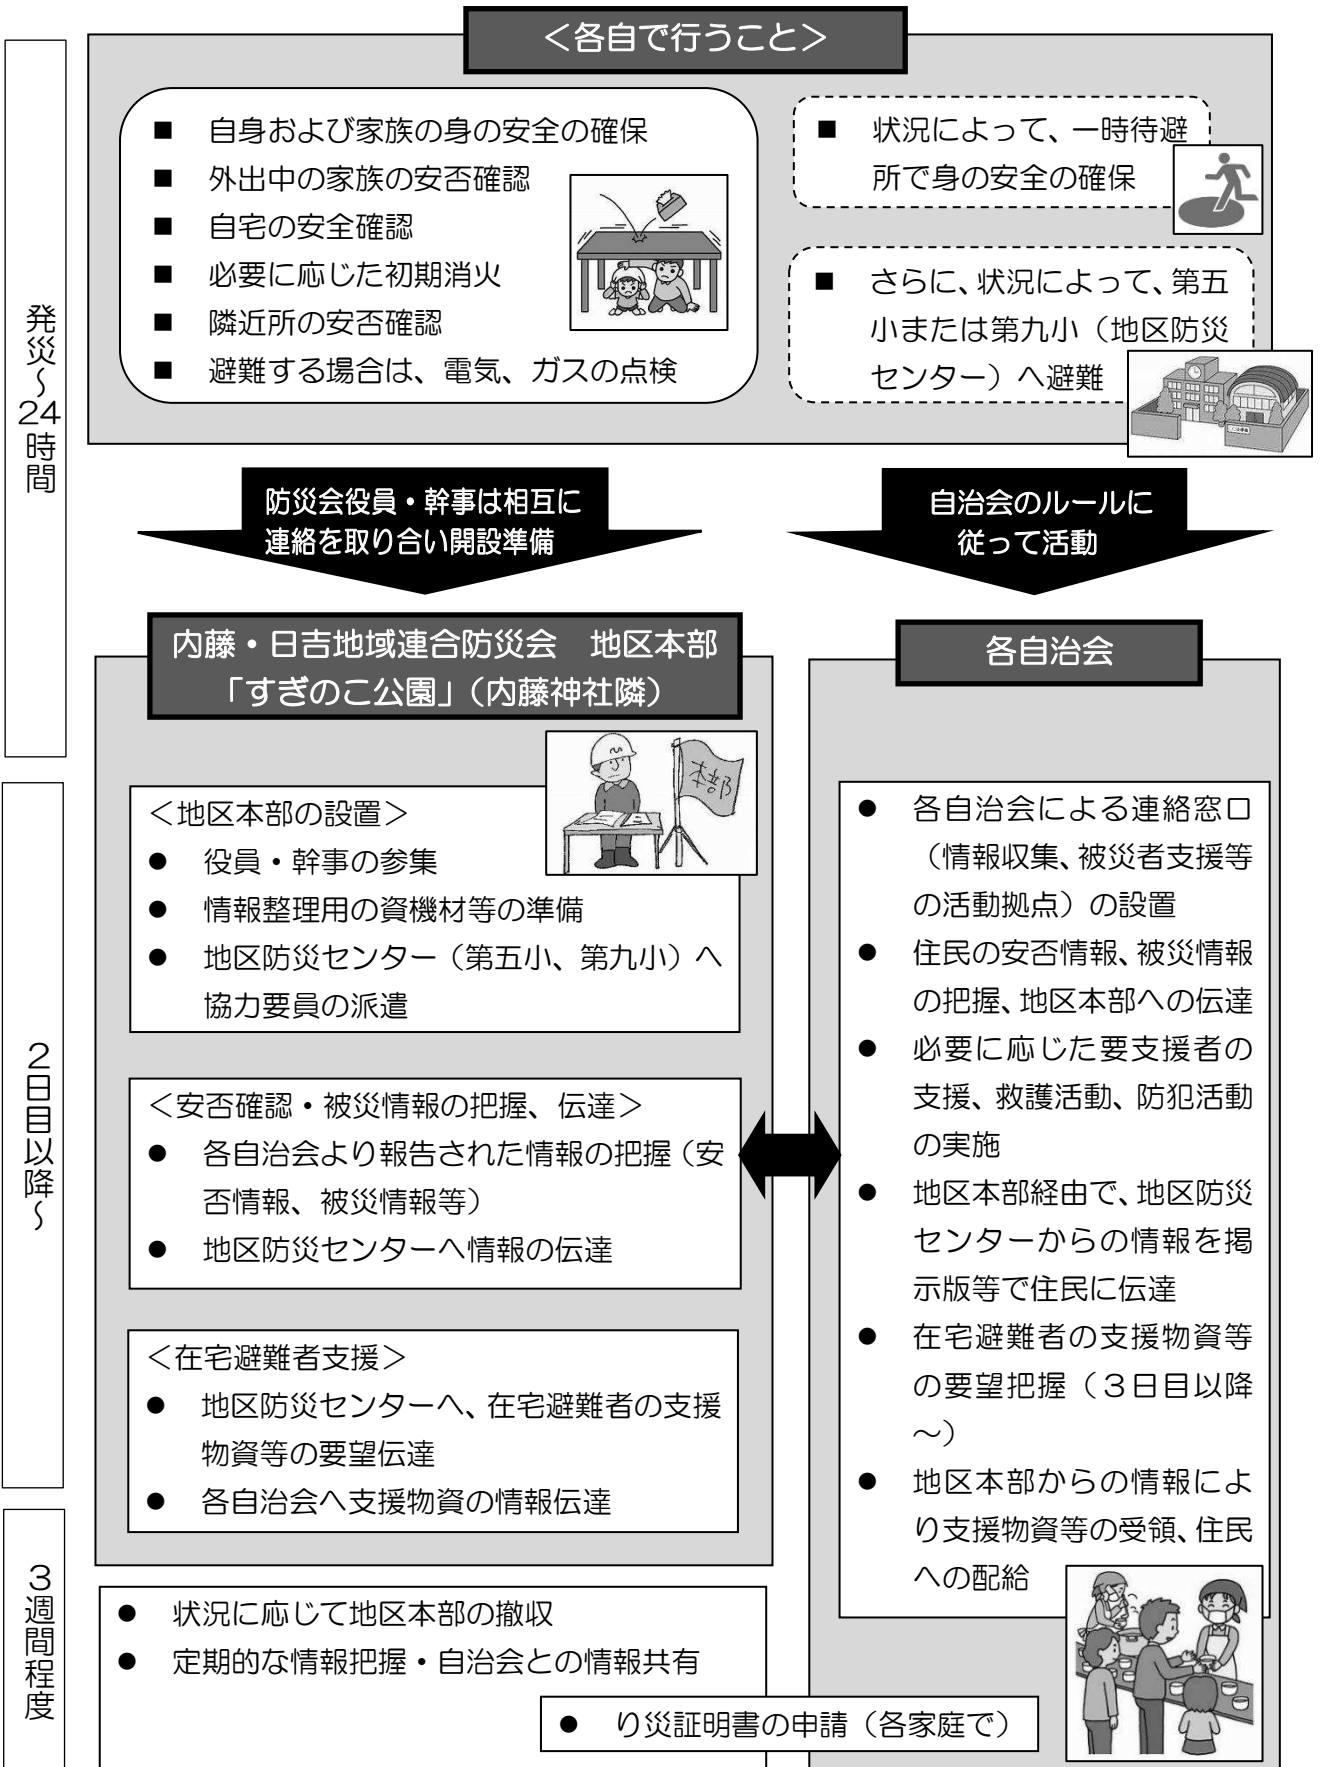 ＜各自で行うこと＞
発災～24時間
■ 自身および家族の身の安全の確保
■ 外出中の家族の安否確認
■ 自宅の安全確認
■ 必要に応じた初期消火
■ 隣近所の安否確認
■ 避難する場合は、電気、ガスの点検
■ 状況によって、一時待避
所で身の安全の確保
■ さらに、状況によって、第五
小または第九小（地区防災
センター）へ避難
防災会役員・幹事は相互に
連絡を取り合い開設準備
自治会のルールに
従って活動
内藤・日吉地域連合防災会　地区本部
「すぎのこ公園」（内藤神社隣）
本部
2日目以降～
＜地区本部の設置＞
● 役員・幹事の参集
● 情報整理用の資機材等の準備
● 地区防災センター（第五小、第九小）へ
協力要員の派遣
＜安否確認・被災情報の把握、伝達＞
● 各自治会より報告された情報の把握（安
否情報、被災情報等）
● 地区防災センターへ情報の伝達
＜在宅避難者支援＞
● 地区防災センターへ、在宅避難者の支援
物資等の要望伝達
● 各自治会へ支援物資の情報伝達
各自治会
● 各自治会による連絡窓口
（情報収集、被災者支援等
の活動拠点）の設置
● 住民の安否情報、被災情報
の把握、地区本部への伝達
● 必要に応じた要支援者の
支援、救護活動、防犯活動
の実施
● 地区本部経由で、地区防災
センターからの情報を掲
示版等で住民に伝達
● 在宅避難者の支援物資等
の要望把握（３日目以降
～）
● 地区本部からの情報によ
り支援物資等の受領、住民
への配給
3週間程度
● 状況に応じて地区本部の撤収
● 定期的な情報把握・自治会との情報共有
● り災証明書の申請（各家庭で）